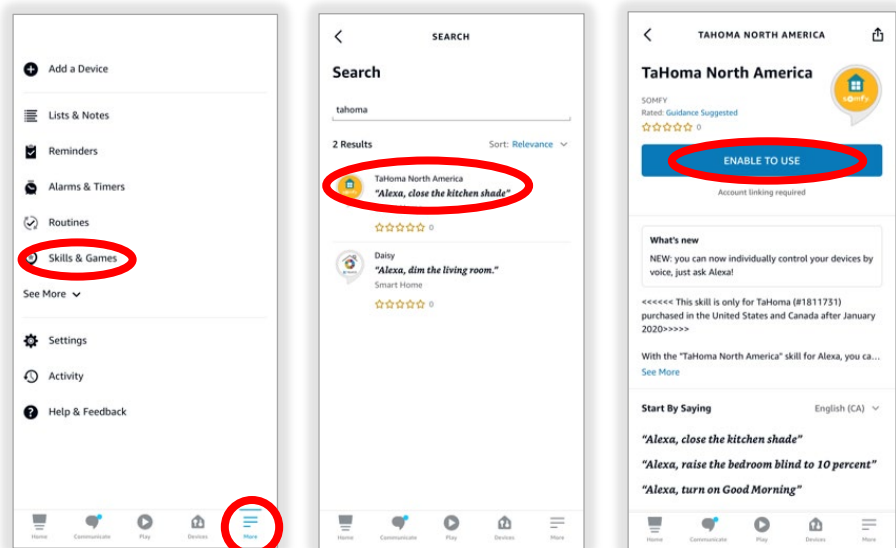 Add a Device
Lists & Notes
Reminders
Alarms & Timers
Routines
Skills & Games
See More
Settings
Activity
Help & Feedback
Home
Communicate
Play
Devices
More
SEARCH
Search
tahoma
2 Results
Sort: Relevance
TaHoma North America
"Alexa, close the kitchen shade"
0
Daisy
"Alexa, dim the living room."
Smart Home
0
Home
Communicate
Play
Devices
More
TAHOMA NORTH AMERICA
TaHoma North America
somfy
SOMFY
Rated: Guidance Suggested
0
ENABLE TO USE
Account linking required
What's new
NEW: you can now individually control your devices by
voice, just ask Alexa!
<<<<<< This skill is only for TaHoma (#1811731)
purchased in the United States and Canada after January
2020>>>>>
With the "TaHoma North America" skill for Alexa, you ca...
See More
Start By Saying
English (CA)
"Alexa, close the kitchen shade"
"Alexa, raise the bedroom blind to 10 percent"
"Alexa, turn on Good Morning"
Home
Communicate
Play
Devices
More